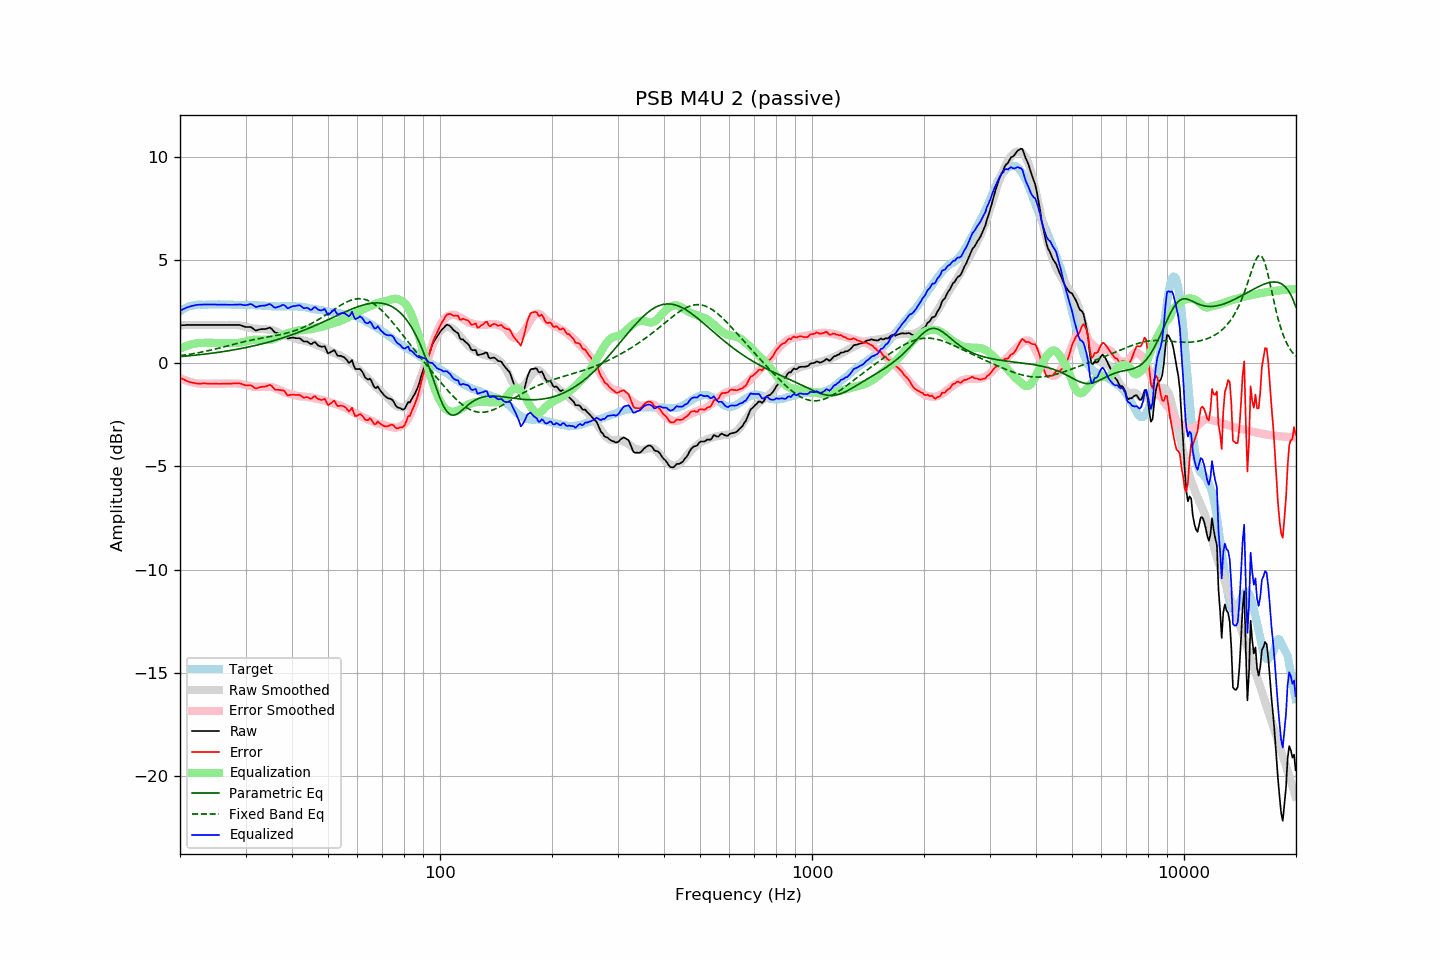 PSB M4U 2 (passive)
10
5
0
−5
−10
−15
−20
Amplitude (dBr)
Target
Raw Smoothed
Error Smoothed
Raw
Error
Equalization
Parametric Eq
Fixed Band Eq
Equalized
100
1000
10000
Frequency (Hz)